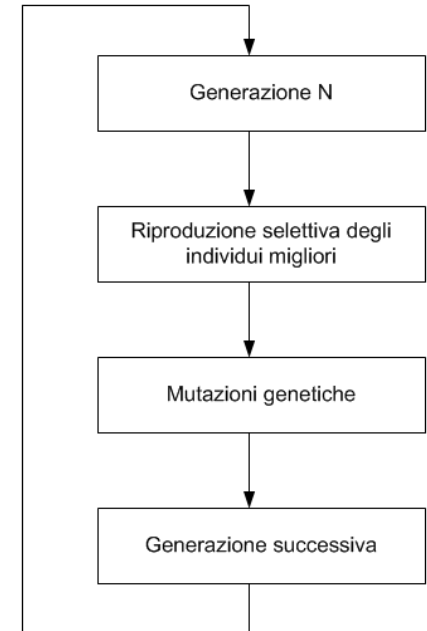 Generazione N
Riproduzione selettiva degli
individui migliori
Mutazioni genetiche
Generazione successiva